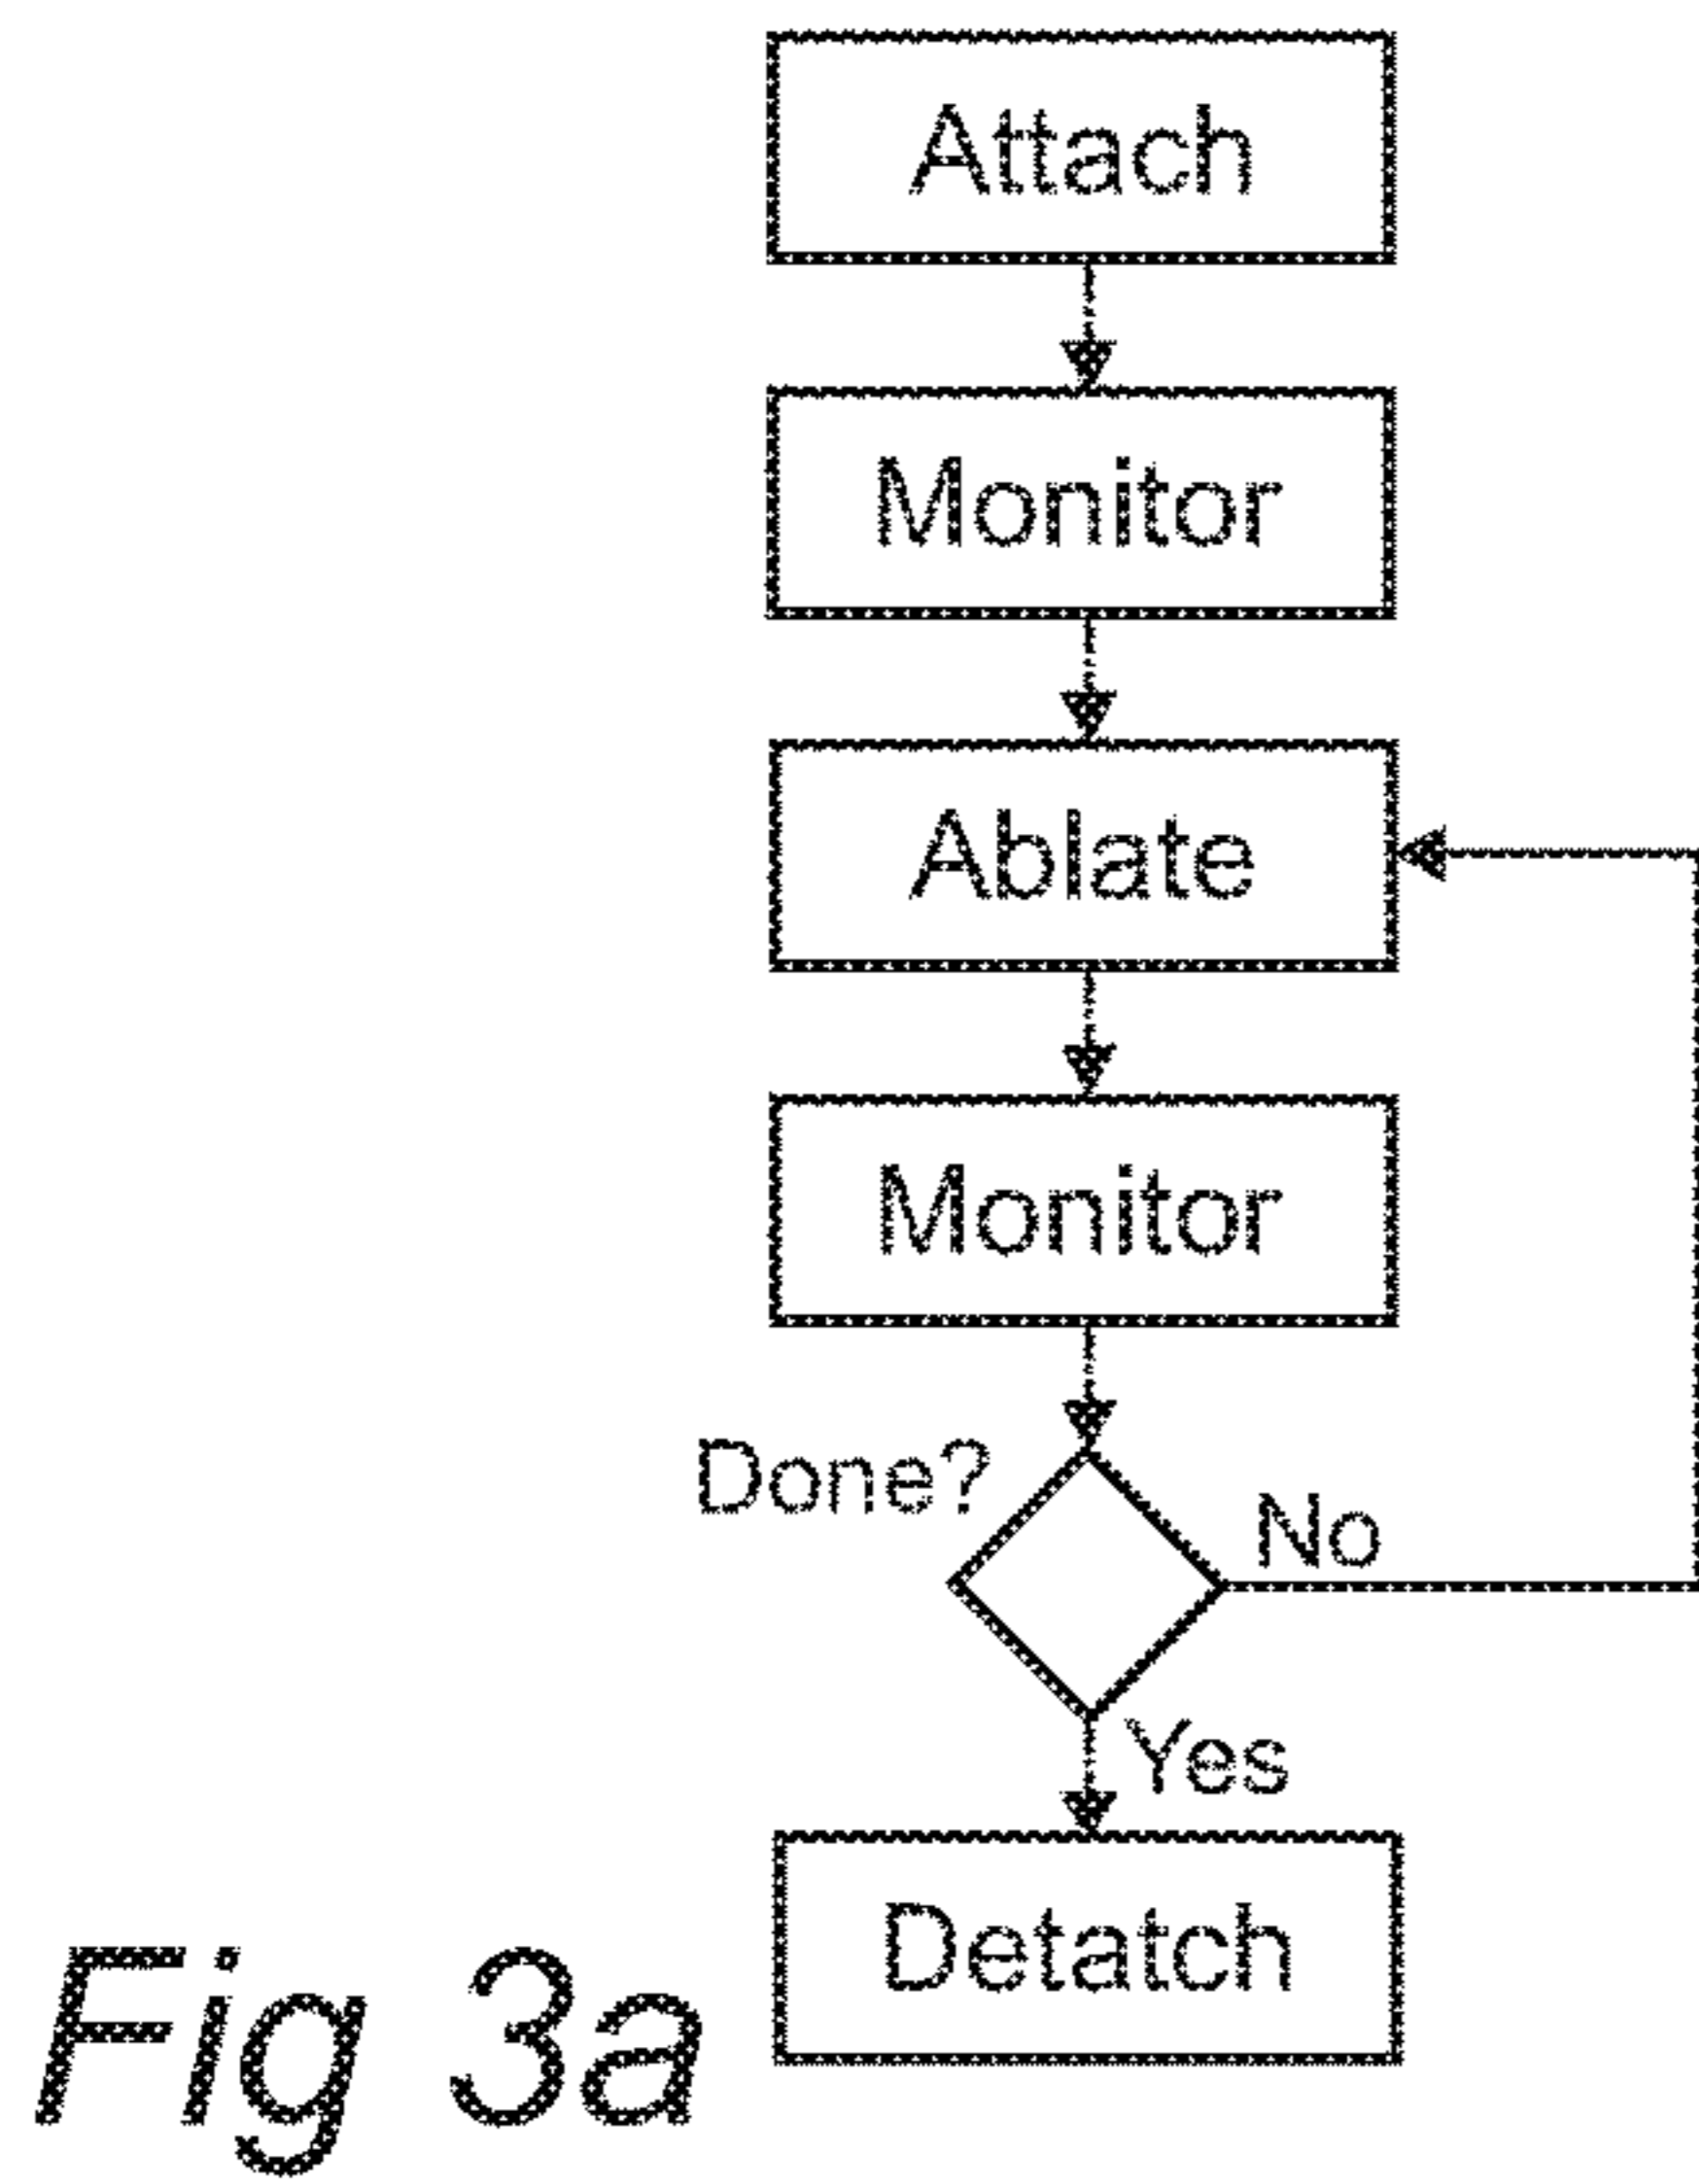 Attach
Monitor
Ablate
Monitor
Done?
No
Yes
Detatch
Fig 3a